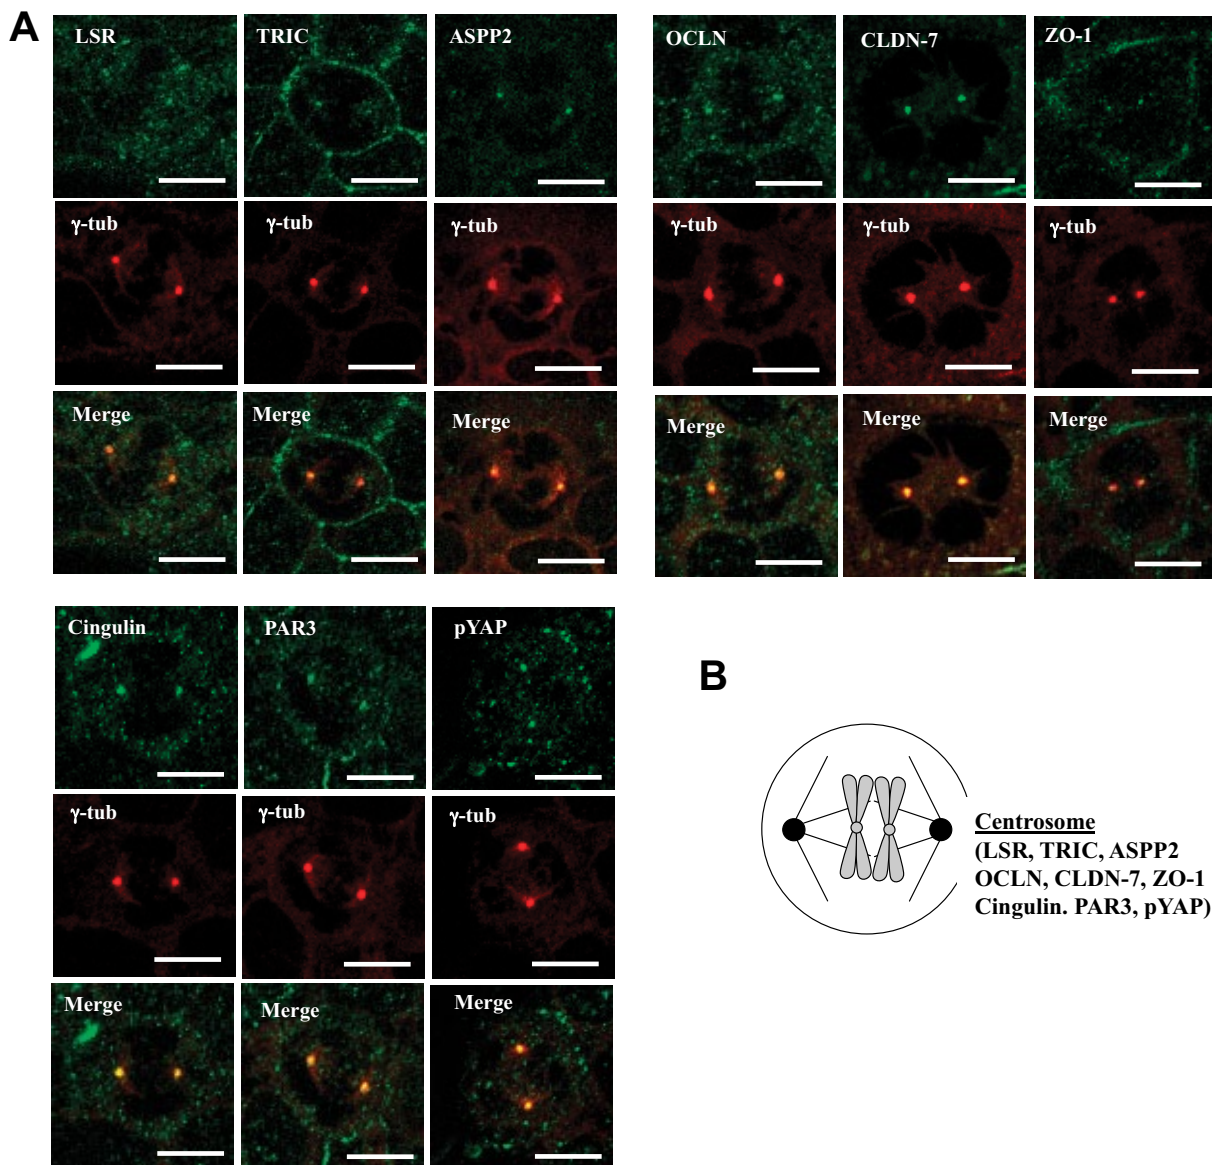 A
LSR
TRIC
ASPP2
γ-tub
γ-tub
γ-tub
Merge
Merge
Merge
OCLN
CLDN-7
ZO-1
γ-tub
γ-tub
γ-tub
Merge
Merge
Merge
Cingulin
PAR3
pYAP
γ-tub
γ-tub
γ-tub
Merge
Merge
Merge
B
Centrosome
(LSR, TRIC, ASPP2
OCLN, CLDN-7, ZO-1
Cingulin. PAR3, pYAP)